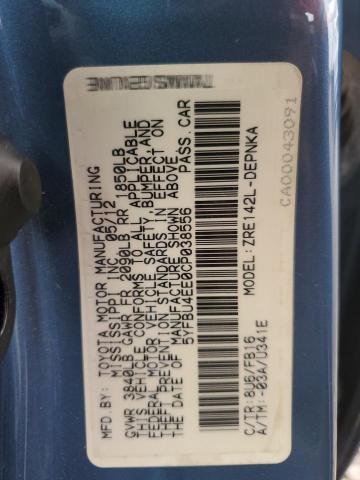 MFD. BY: TOYOTA MOTOR MANUFACTURING
MISSISSIPPI INC 05/12
GVWR 3840LB GAWR FR 2090LB RR 1850LB
THIS VEHICLE CONFORMS TO ALL APPLICABLE
FEDERAL MOTOR VEHICLE SAFETY, BUMPER, AND
THEFT PREVENTION STANDARDS IN EFFECT ON
THE DATE OF MANUFACTURE SHOWN ABOVE.
5YFBU4EE0CP038556 PASS. CAR
MODEL: ZRE142L-DEPNKA
C/TR: 8U6/FB16
A/TM: -03A/U341E
CA00043091